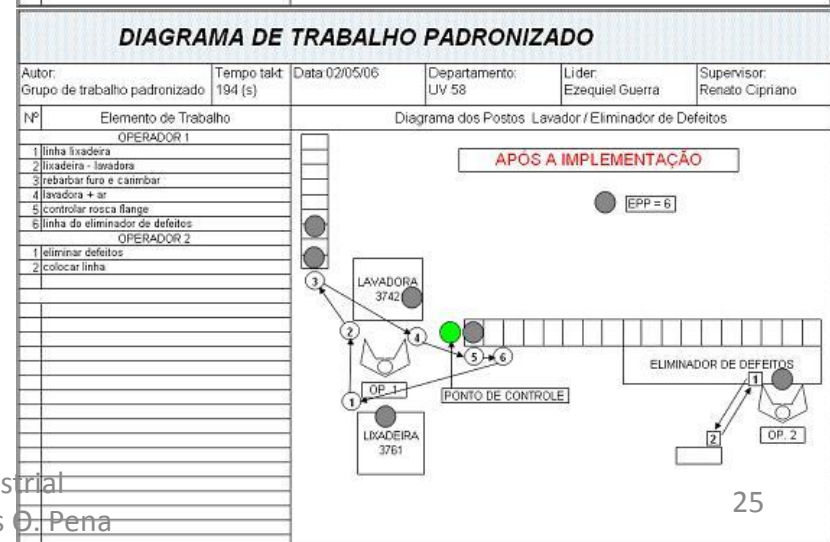 DIAGRAMA DE TRABALHO PADRONIZADO
Autor:
Grupo de trabalho padronizado
Tempo takt:
194 (s)
Data:02/05/06
Departamento:
UV 58
Lider:
Ezequiel Guerra
Supervisor:
Renato Cipriano
Nº Elemento de Trabalho
Diagrama dos Postos Lavador / Eliminador de Defeitos
OPERADOR 1
1 linha lixadeira
2 lixadeira - lavadora
3 rebarbar furo e carimbar
4 lavadora + ar
5 controlar rosca flange
6 linha do eliminador de defeitos
OPERADOR 2
1 eliminar defeitos
2 colocar linha
APÓS A IMPLEMENTAÇÃO
EPP = 6
3
LAVADORA
3742
2
4
5
6
ELIMINADOR DE DEFEITOS
1
OP. 1
PONTO DE CONTROLE
1
LIXADEIRA
3761
2
OP. 2
strial
s O. Pena
25